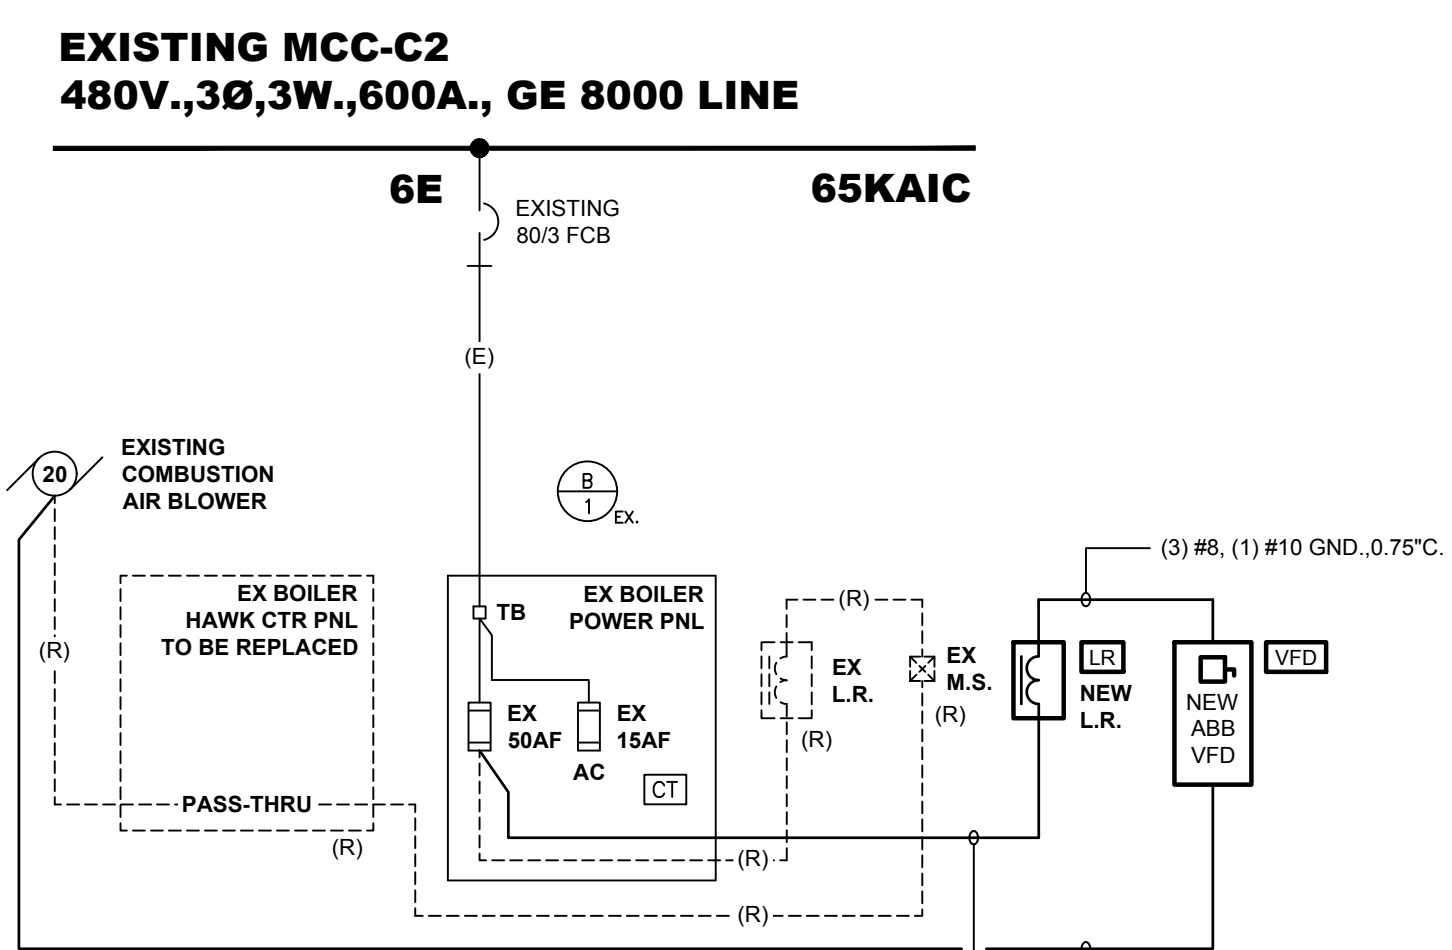 EXISTING MCC-C2
480V.,3Ø,3W.,600A., GE 8000 LINE
6E
65KAIC
EXISTING
80/3 FCB
(E)
20
EXISTING
COMBUSTION
AIR BLOWER
B
1
EX.
(3) #8, (1) #10 GND.,0.75"C.
(R)
EX BOILER
HAWK CTR PNL
TO BE REPLACED
PASS-THRU
(R)
TB
EX BOILER
POWER PNL
EX
50AF
EX
15AF
AC
CT
(R)
EX
L.R.
(R)
EX
M.S.
(R)
LR
NEW
L.R.
VFD
NEW
ABB
VFD
(R)
(R)